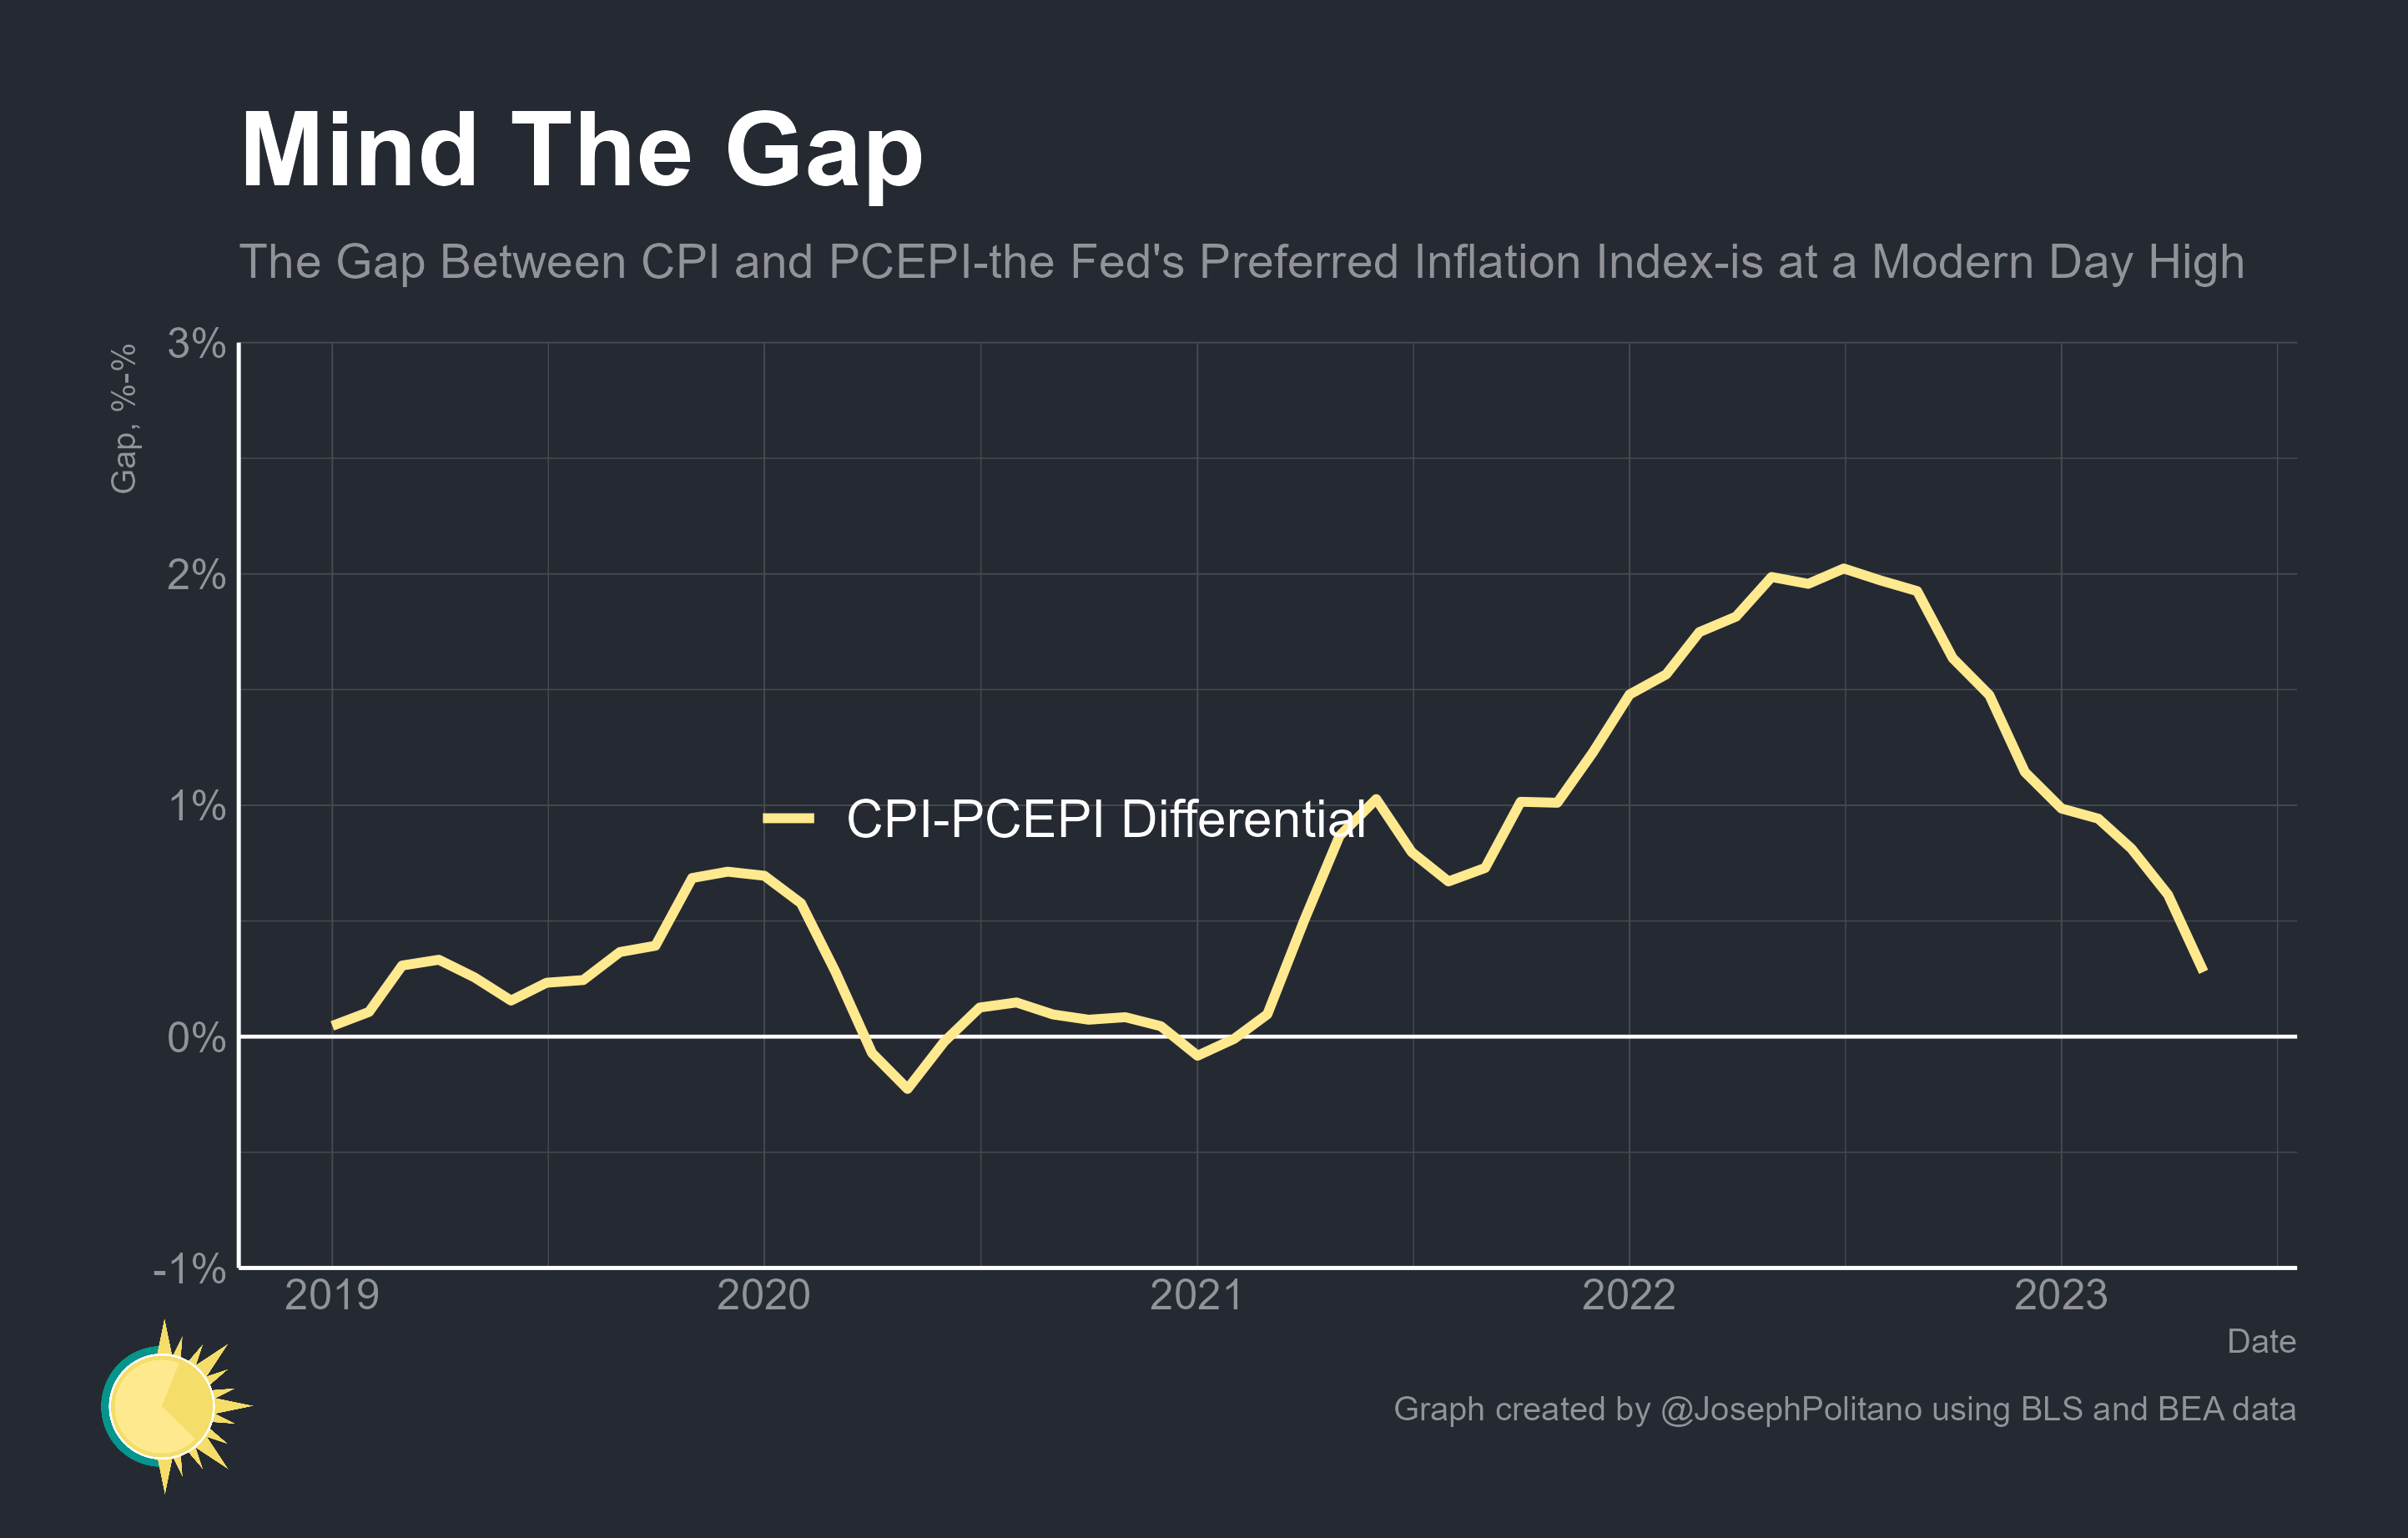 Mind The Gap
The Gap Between CPI and PCEPI-the Fed's Preferred Inflation Index-is at a Modern Day High
Gap, %-%
3%
2%
1%
0%
-1%
CPI-PCEPI Differential
2019 2020 2021 2022 2023
Date
Graph created by @JosephPolitano using BLS and BEA data